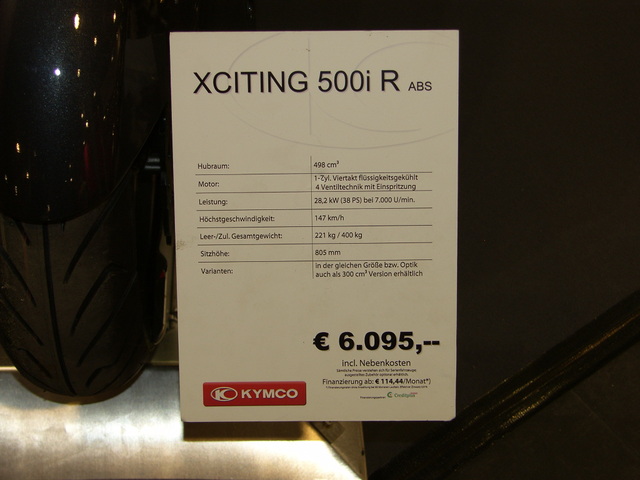 XCITING 500i R ABS
Hubraum: 498 cm³
Motor: 1-Zyl. Viertakt flüssigkeitsgekühlt
4 Ventiltechnik mit Einspritzung
Leistung: 28,2 kW (38 PS) bei 7.000 U/min.
Höchstgeschwindigkeit: 147 km/h
Leer-/Zul. Gesamtgewicht: 221 kg / 400 kg
Sitzhöhe: 805 mm
Varianten: in der gleichen Größe bzw. Optik
auch als 300 cm³ Version erhältlich
€ 6.095,--
incl. Nebenkosten
Finanzierung ab: € 114,44/Monat*)
KYMCO